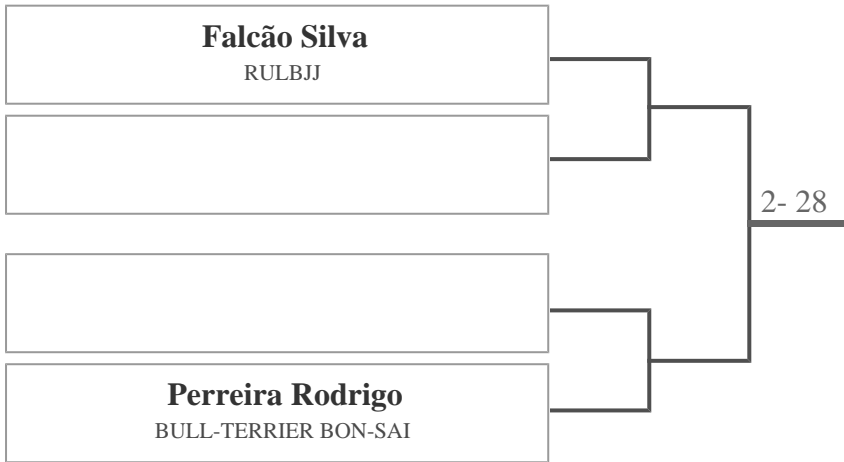 Falcão Silva
RULBJJ
2- 28
Perreira Rodrigo
BULL-TERRIER BON-SAI